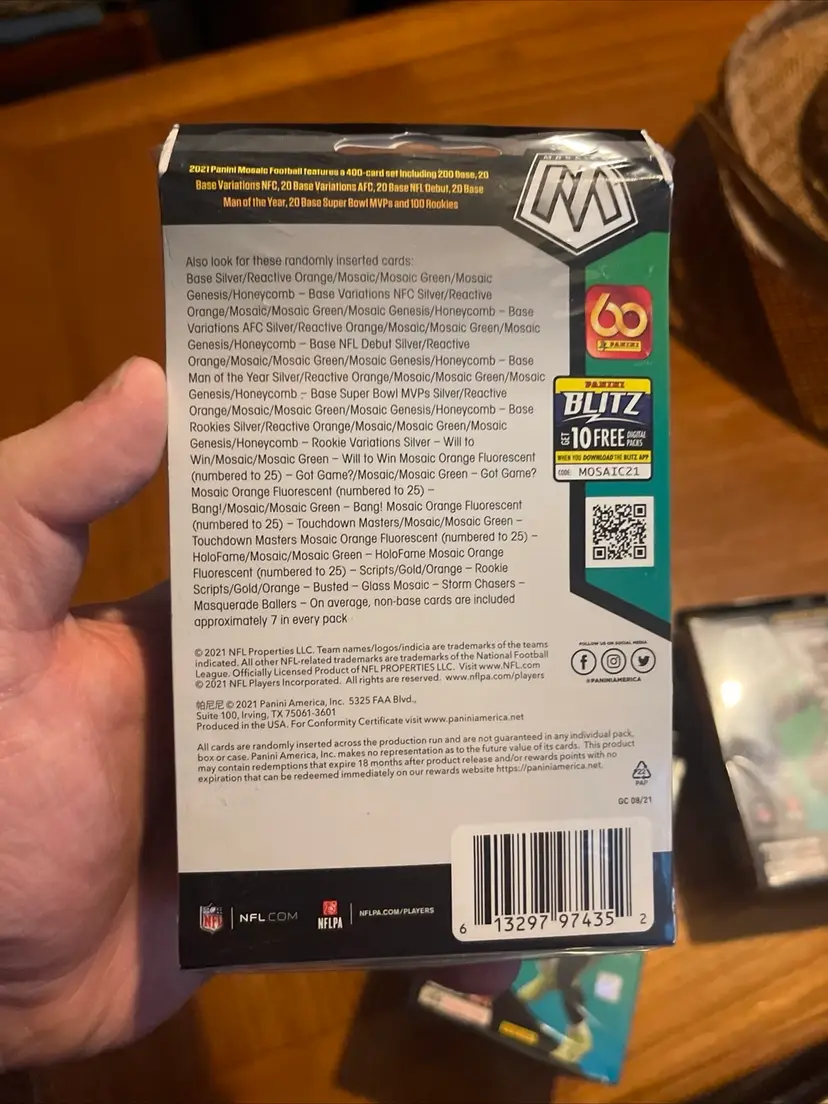 2021 Panini Mosaic Football features a 400-card set including 200 Base, 20
Base Variations NFC, 20 Base Variations AFC, 20 Base NFL Debut, 20 Base
Man of the Year, 20 Base Super Bowl MVPs and 100 Rookies
MOSAIC
M
Also look for these randomly inserted cards:
Base Silver/Reactive Orange/Mosaic/Mosaic Green/Mosaic
Genesis/Honeycomb – Base Variations NFC Silver/Reactive
Orange/Mosaic/Mosaic Green/Mosaic Genesis/Honeycomb – Base
Variations AFC Silver/Reactive Orange/Mosaic/Mosaic Green/Mosaic
Genesis/Honeycomb – Base NFL Debut Silver/Reactive
Orange/Mosaic/Mosaic Green/Mosaic Genesis/Honeycomb – Base
Man of the Year Silver/Reactive Orange/Mosaic/Mosaic Green/Mosaic
Genesis/Honeycomb – Base Super Bowl MVPs Silver/Reactive
Orange/Mosaic/Mosaic Green/Mosaic Genesis/Honeycomb – Base
Rookies Silver/Reactive Orange/Mosaic/Mosaic Green/Mosaic
Genesis/Honeycomb – Rookie Variations Silver – Will to
Win/Mosaic/Mosaic Green – Will to Win Mosaic Orange Fluorescent
(numbered to 25) – Got Game?/Mosaic/Mosaic Green – Got Game?
Mosaic Orange Fluorescent (numbered to 25) –
Bang!/Mosaic/Mosaic Green – Bang! Mosaic Orange Fluorescent
(numbered to 25) – Touchdown Masters/Mosaic/Mosaic Green –
Touchdown Masters Mosaic Orange Fluorescent (numbered to 25) –
HoloFame/Mosaic/Mosaic Green – HoloFame Mosaic Orange
Fluorescent (numbered to 25) – Scripts/Gold/Orange – Rookie
Scripts/Gold/Orange – Busted – Glass Mosaic – Storm Chasers –
Masquerade Ballers – On average, non-base cards are included
approximately 7 in every pack
60
PANINI
PANINI
BLITZ
GET 10 FREE DIGITAL PACKS
WHEN YOU DOWNLOAD THE BLITZ APP
CODE: MOSAIC21
FOLLOW US ON SOCIAL MEDIA
@PANINIAMERICA
© 2021 NFL Properties LLC. Team names/logos/indicia are trademarks of the teams
indicated. All other NFL-related trademarks are trademarks of the National Football
League. Officially Licensed Product of NFL PROPERTIES LLC. Visit www.NFL.com
© 2021 NFL Players Incorporated. All rights are reserved. www.nflpa.com/players
帕尼尼 © 2021 Panini America, Inc. 5325 FAA Blvd.,
Suite 100, Irving, TX 75061-3601
Produced in the USA. For Conformity Certificate visit www.paniniamerica.net
All cards are randomly inserted across the production run and are not guaranteed in any individual pack,
box or case. Panini America, Inc. makes no representation as to the future value of its cards. This product
may contain redemptions that expire 18 months after product release and/or rewards points with no
expiration that can be redeemed immediately on our rewards website https://paniniamerica.net.
22
PAP
GC 08/21
NFL
NFL.COM
NFLPA
NFLPA.COM/PLAYERS
6 13297 97435 2